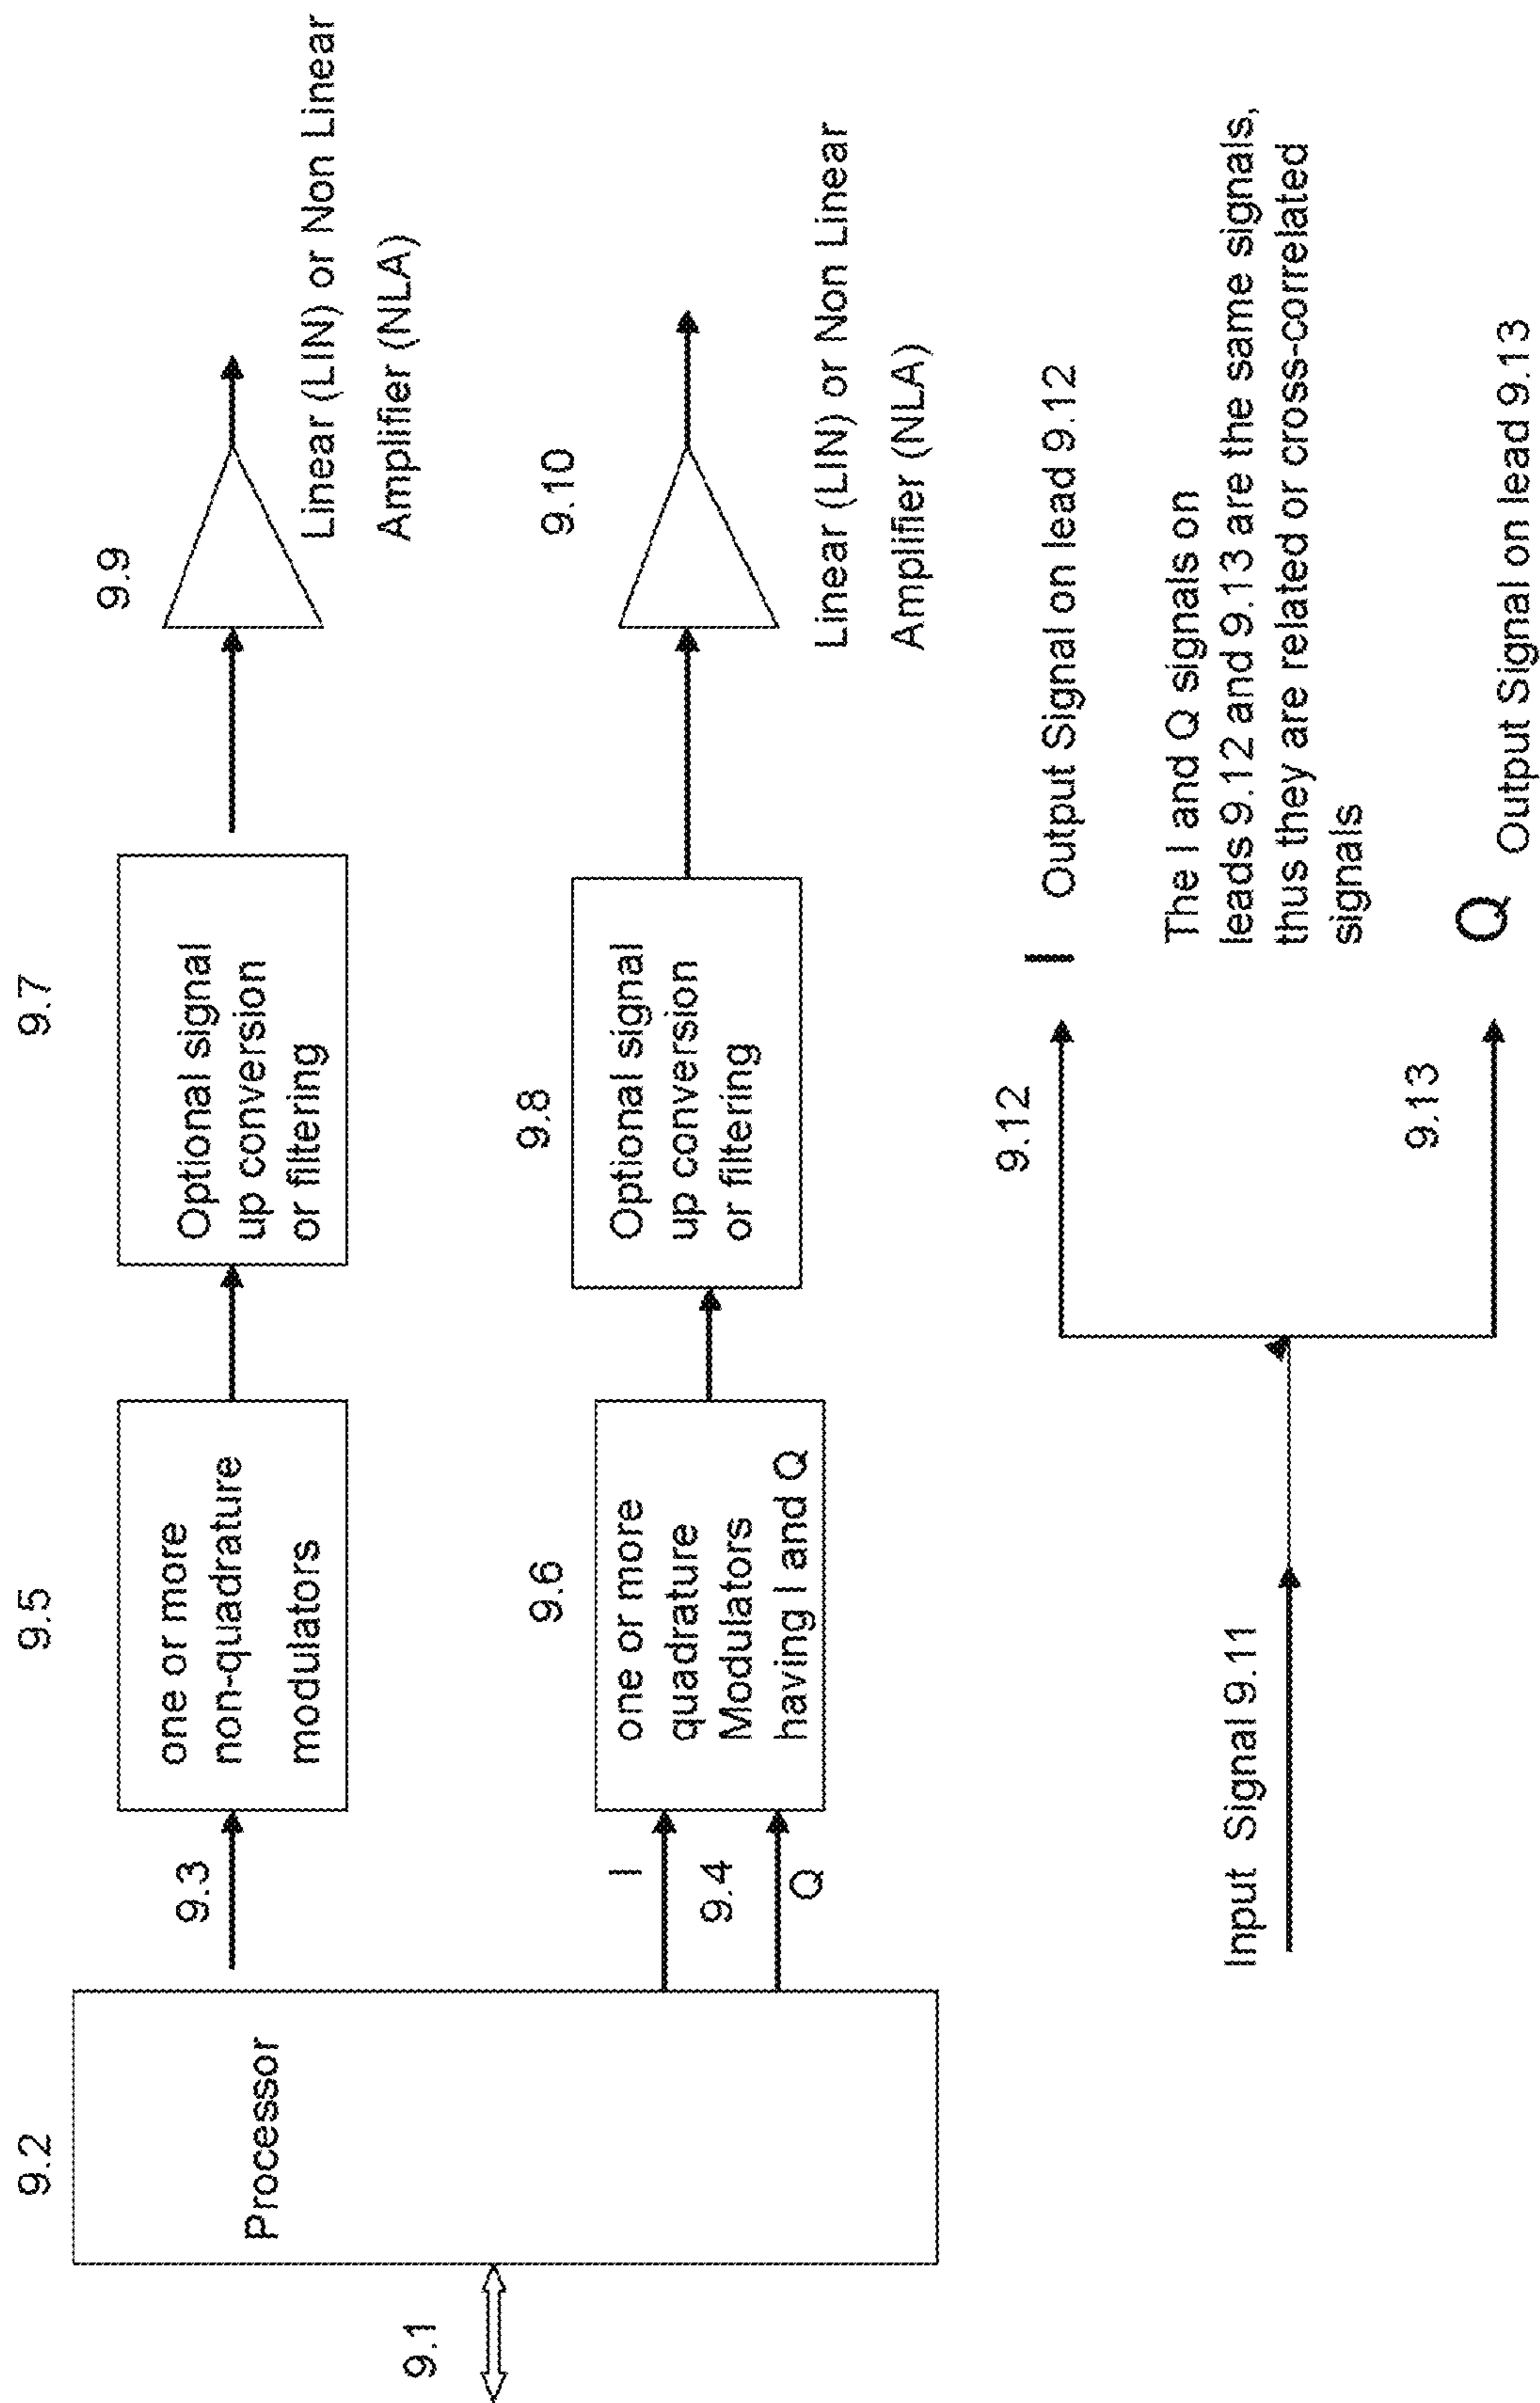 9.1
9.2
Processor
9.3
9.5
one or more
non-quadrature
modulators
9.7
Optional signal
up conversion
or filtering
9.9
Linear (LIN) or Non Linear
Amplifier (NLA)
I
9.4
Q
9.6
one or more
quadrature
Modulators
having I and Q
9.8
Optional signal
up conversion
or filtering
9.10
Linear (LIN) or Non Linear
Amplifier (NLA)
Input Signal 9.11
9.12
I Output Signal on lead 9.12
The I and Q signals on
leads 9.12 and 9.13 are the same signals,
thus they are related or cross-correlated
signals
9.13
Q Output Signal on lead 9.13